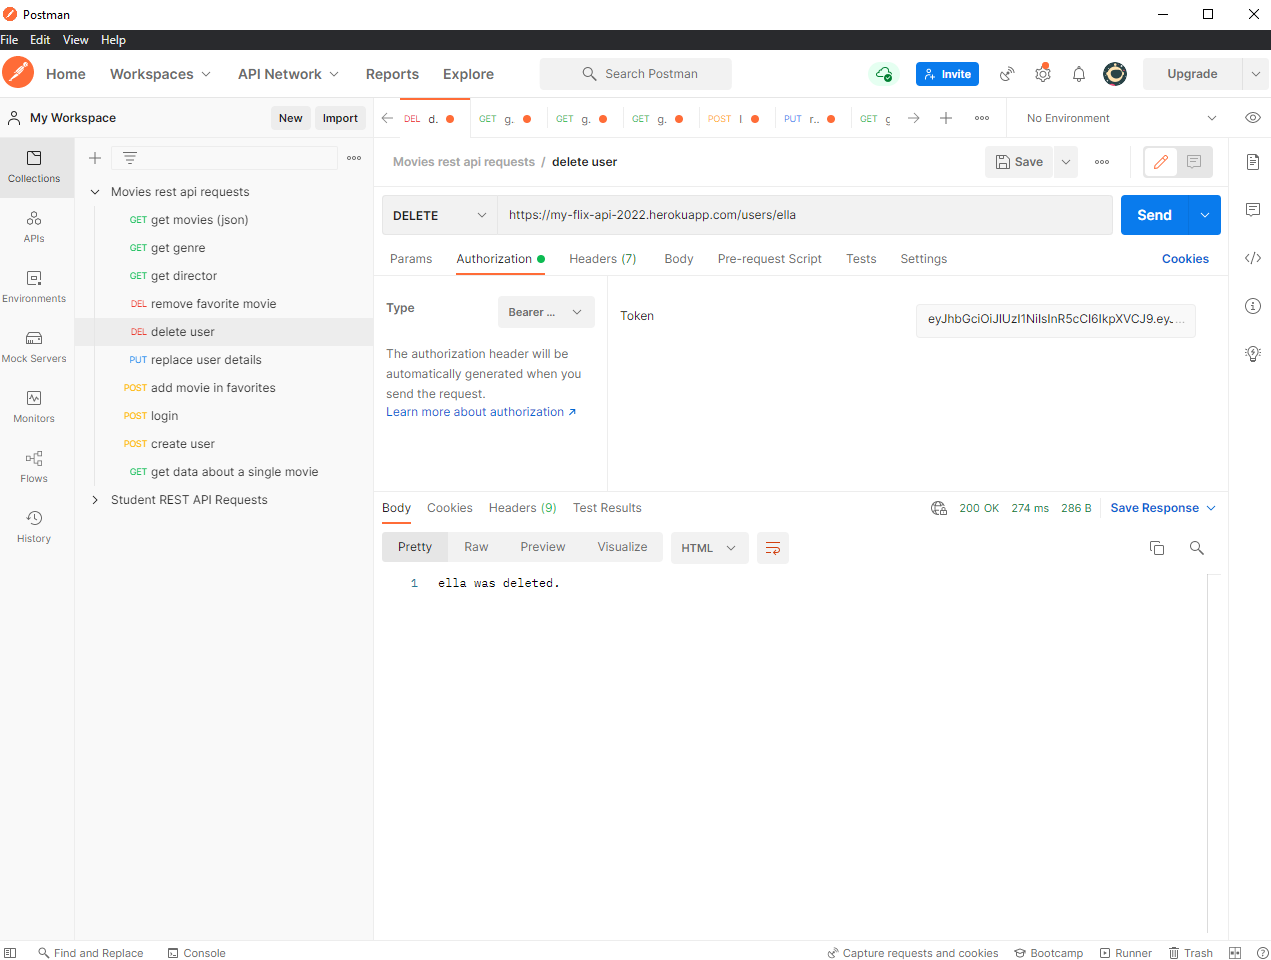 Postman
File Edit View Help
Home Workspaces API Network Reports Explore Search Postman Invite Upgrade
My Workspace New Import
DEL d. GET g. GET g. GET g. POST l PUT r.. GET g No Environment
Collections
APIs
Environments
Mock Servers
Monitors
Flows
History
Movies rest api requests
GET get movies (json)
GET get genre
GET get director
DEL remove favorite movie
DEL delete user
PUT replace user details
POST add movie in favorites
POST login
POST create user
GET get data about a single movie
Student REST API Requests
Movies rest api requests / delete user Save
DELETE https://my-flix-api-2022.herokuapp.com/users/ella Send
Params Authorization Headers (7) Body Pre-request Script Tests Settings Cookies
Type Bearer ...
The authorization header will be
automatically generated when you
send the request.
Learn more about authorization ↗
Token
Body Cookies Headers (9) Test Results 200 OK 274 ms 286 B Save Response
Pretty Raw Preview Visualize HTML
1 ella was deleted.
Find and Replace Console Capture requests and cookies Bootcamp Runner Trash